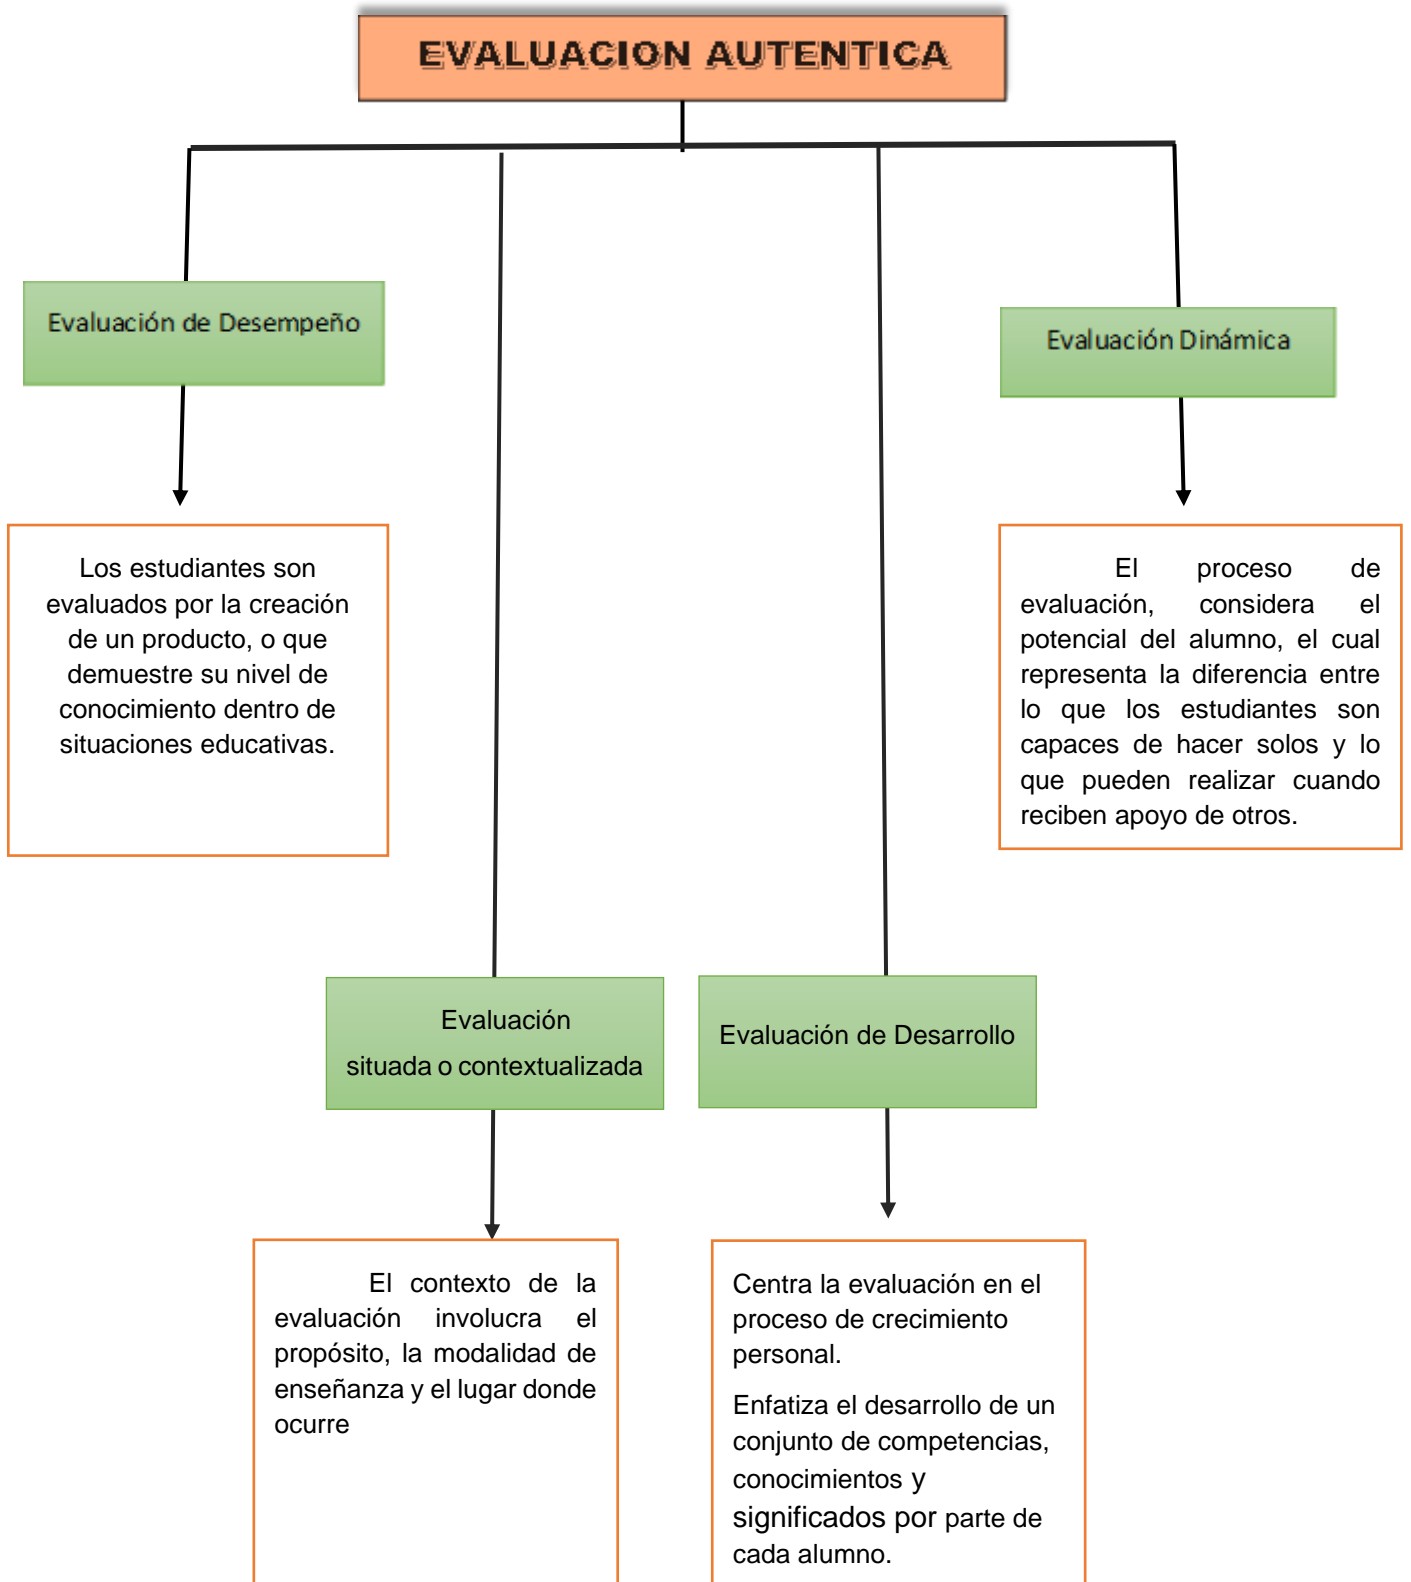 EVALUACION AUTENTICA
Evaluación de Desempeño
Evaluación Dinámica
Los estudiantes son
evaluados por la creación
de un producto, o que
demuestre su nivel de
conocimiento dentro de
situaciones educativas.
El proceso de
evaluación, considera el
potencial del alumno, el cual
representa la diferencia entre
lo que los estudiantes son
capaces de hacer solos y lo
que pueden realizar cuando
reciben apoyo de otros.
Evaluación
situada o contextualizada
Evaluación de Desarrollo
El contexto de la
evaluación involucra el
propósito, la modalidad de
enseñanza y el lugar donde
ocurre
Centra la evaluación en el
proceso de crecimiento
personal.
Enfatiza el desarrollo de un
conjunto de competencias,
conocimientos y
significados por parte de
cada alumno.